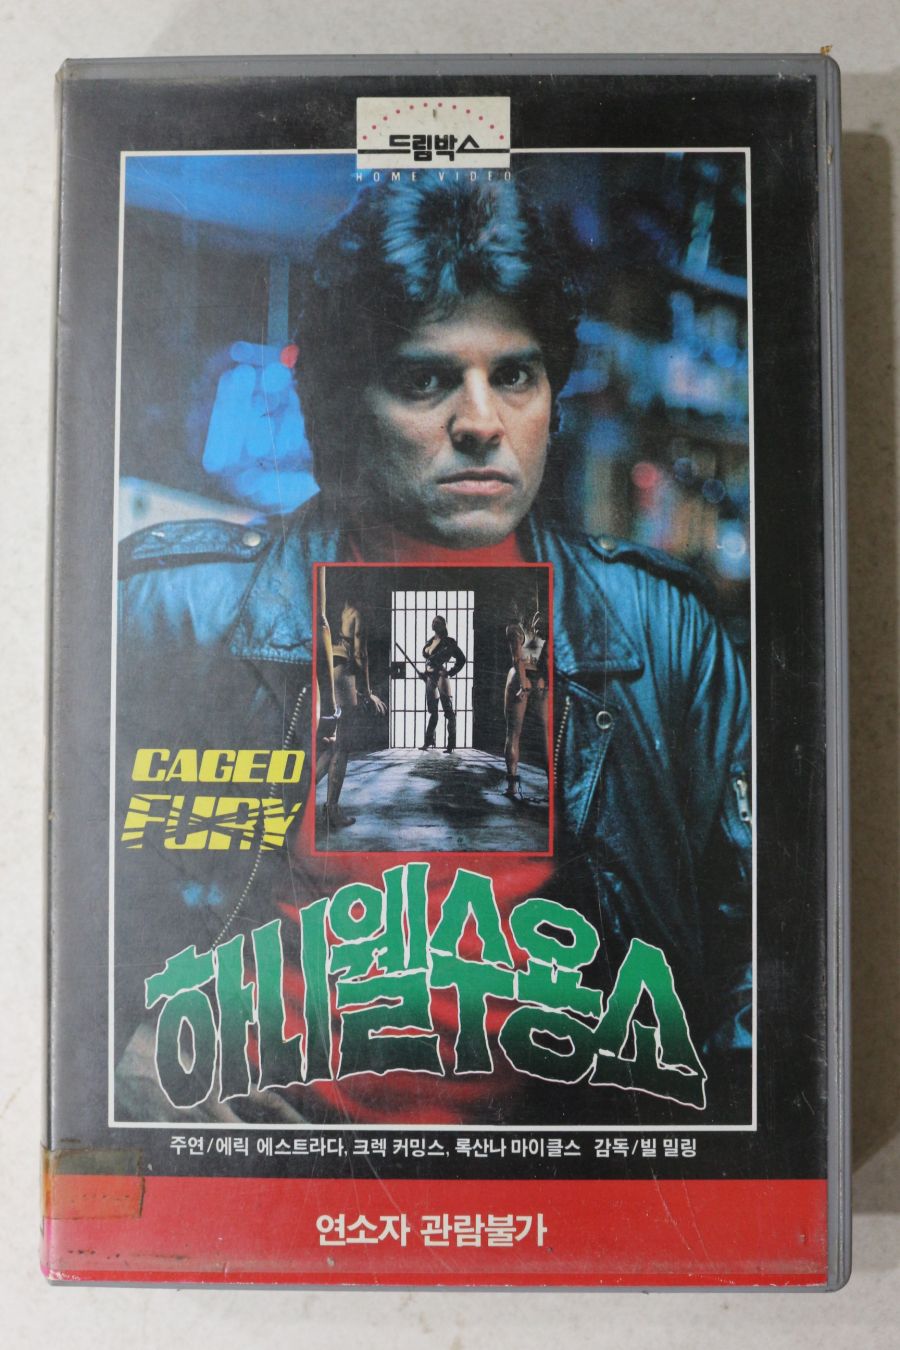 드림박스
HOME VIDEO
CAGED
FURY
하니웰수용소
주연/에릭 에스트라다, 크렉 커밍스, 록산나 마이클스 감독/빌 밀링
연소자 관람불가